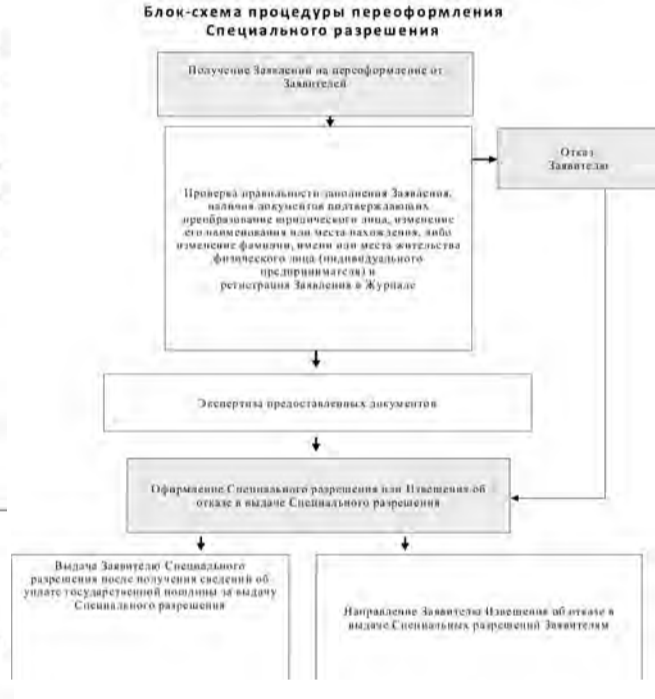 Блок-схема процедуры переоформления
Специального разрешения
Получение Заявлений на переоформление от
Заявителей
Отказ
Заявителю
Проверка правильности заполнения Заявления,
наличия документов подтверждающих
преобразование юридического лица, изменение
его наименования или места нахождения, либо
изменение фамилии, имени или места жительства
физического лица (индивидуального
предпринимателя) и
регистрация Заявления в Журнале
Экспертиза предоставленных документов
Оформление Специального разрешения или Извещения об
отказе в выдаче Специального разрешения
Выдача Заявителю Специального
разрешения после получения сведений об
уплате государственной пошлины за выдачу
Специального разрешения
Направление Заявителю Извещения об отказе в
выдаче Специальных разрешений Заявителям